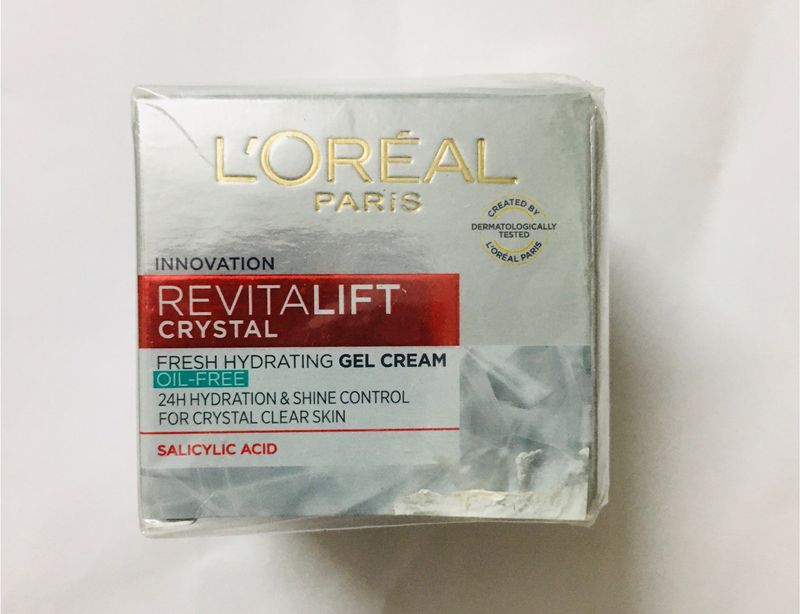 L'ORÉAL
PARiS
CREATED BY
DERMATOLOGICALLY
TESTED
L'ORÉAL PARIS
INNOVATION
REVITALIFT
CRYSTAL
FRESH HYDRATING GEL CREAM
OIL-FREE
24H HYDRATION & SHINE CONTROL
FOR CRYSTAL CLEAR SKIN
SALICYLIC ACID